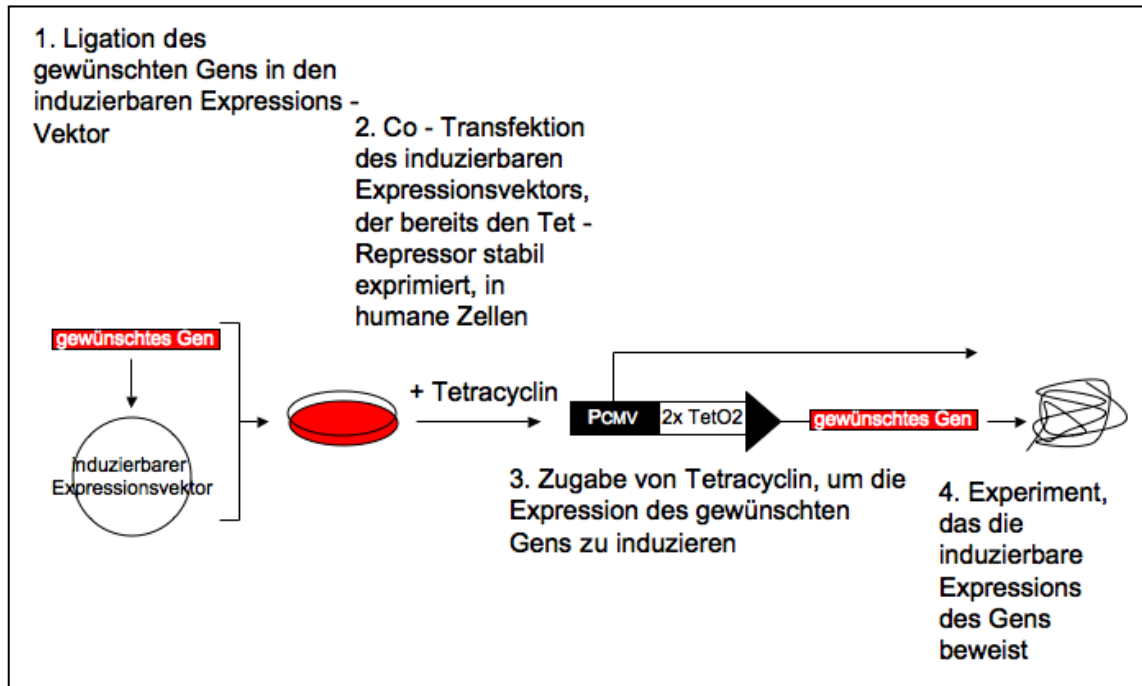 1. Ligation des
gewünschten Gens in den
induzierbaren Expressions -
Vektor
2. Co - Transfektion
des induzierbaren
Expressionsvektors,
der bereits den Tet -
Repressor stabil
exprimiert, in
humane Zellen
gewünschtes Gen
induzierbarer
Expressionsvektor
+ Tetracyclin
PCMV
2x TetO2
gewünschtes Gen
3. Zugabe von Tetracyclin, um die
Expression des gewünschten
Gens zu induzieren
4. Experiment,
das die
induzierbare
Expressions
des Gens
beweist